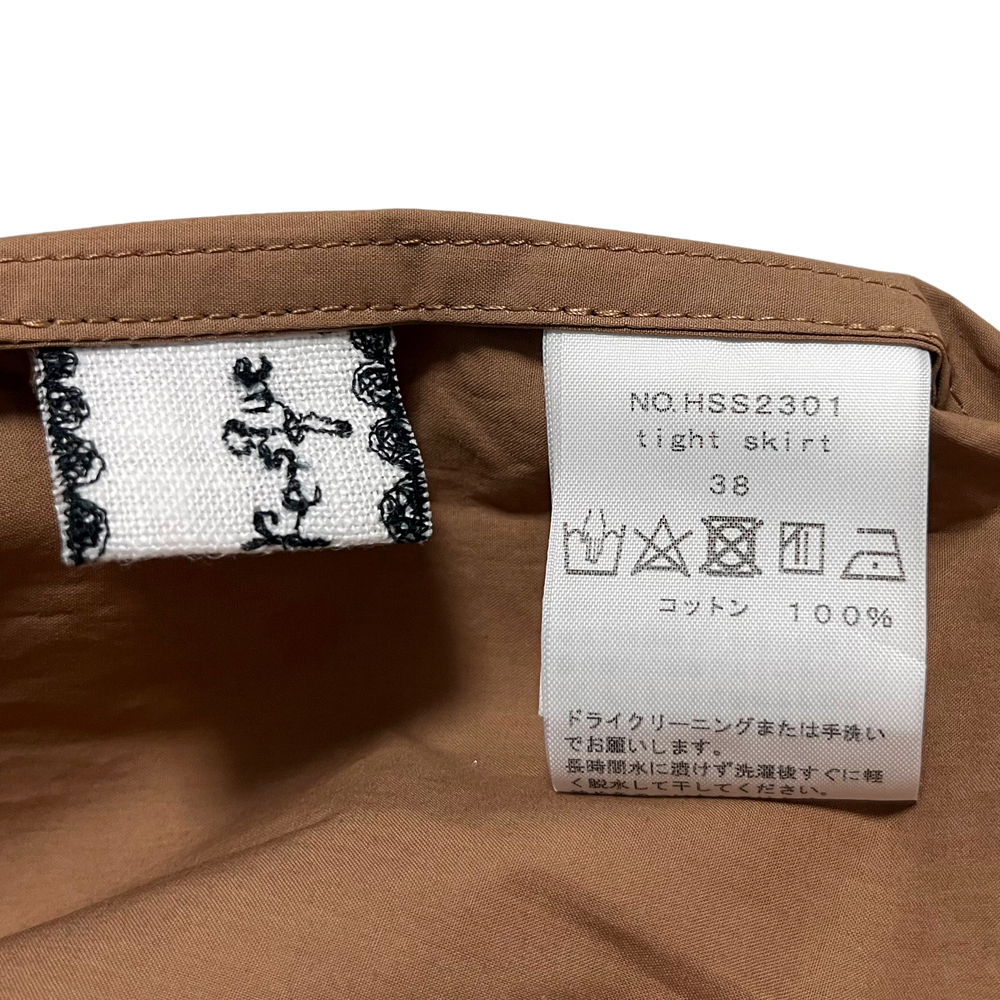 NO.HSS2301
tight skirt
38
コットン 100%
ドライクリーニングまたは手洗い
でお願いします。
長時間水に漬けず洗濯後すぐに軽
く脱水して干してください。